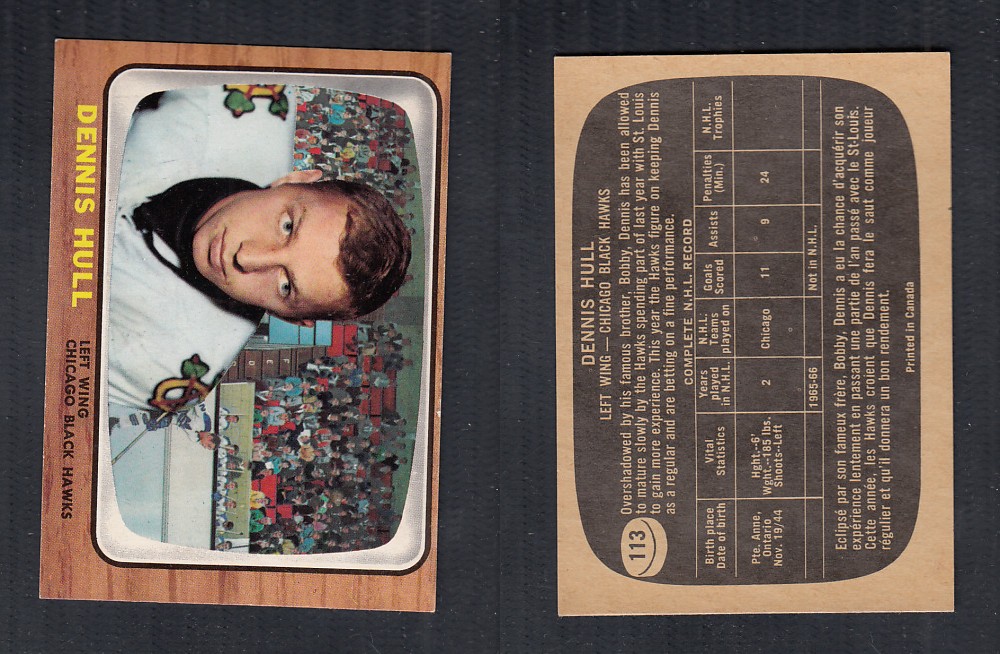 DENNIS HULL
LEFT WING
CHICAGO BLACK HAWKS
113
DENNIS HULL
LEFT WING — CHICAGO BLACK HAWKS
Overshadowed by his famous brother, Bobby, Dennis has been allowed
to mature slowly by the Hawks spending part of last year with St. Louis
to gain more experience. This year the Hawks figure on keeping Dennis
as a regular and are betting on a fine performance.
COMPLETE N.H.L. RECORD
Birth place Date of birth | Vital Statistics | Years played in N.H.L. | N.H.L. Teams played on | Goals Scored | Assists | Penalties (Min.) | N.H.L. Trophies
Pte. Anne, Ontario Nov. 19/44 | Hght.-6' Wght.-185 lbs. Shoots-Left | 2 | Chicago | 11 | 9 | 24
1965-66 Not in N.H.L.
Eclipsé par son fameux frère, Bobby, Dennis a eu la chance d'acquérir son
expérience lentement en passant une partie de l'an passé avec le St-Louis.
Cette année, les Hawks croient que Dennis fera le saut comme joueur
régulier et qu'il donnera un bon rendement.
Printed in Canada